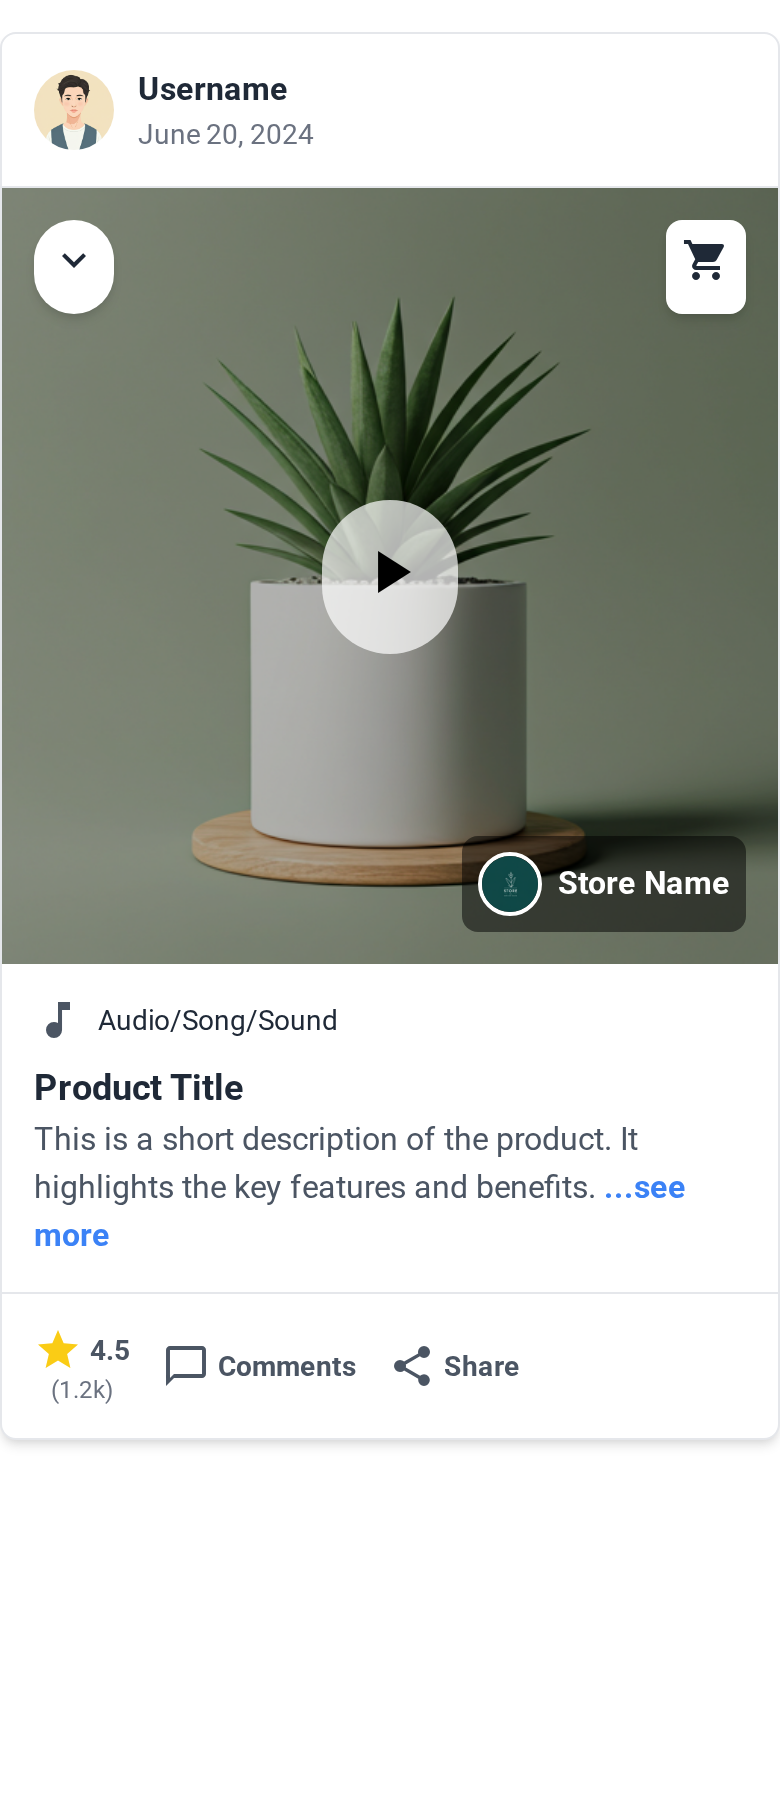 Username
June 20, 2024
Store Name
Audio/Song/Sound
Product Title
This is a short description of the product. It
highlights the key features and benefits. ...see
more
4.5
(1.2k)
Comments
Share